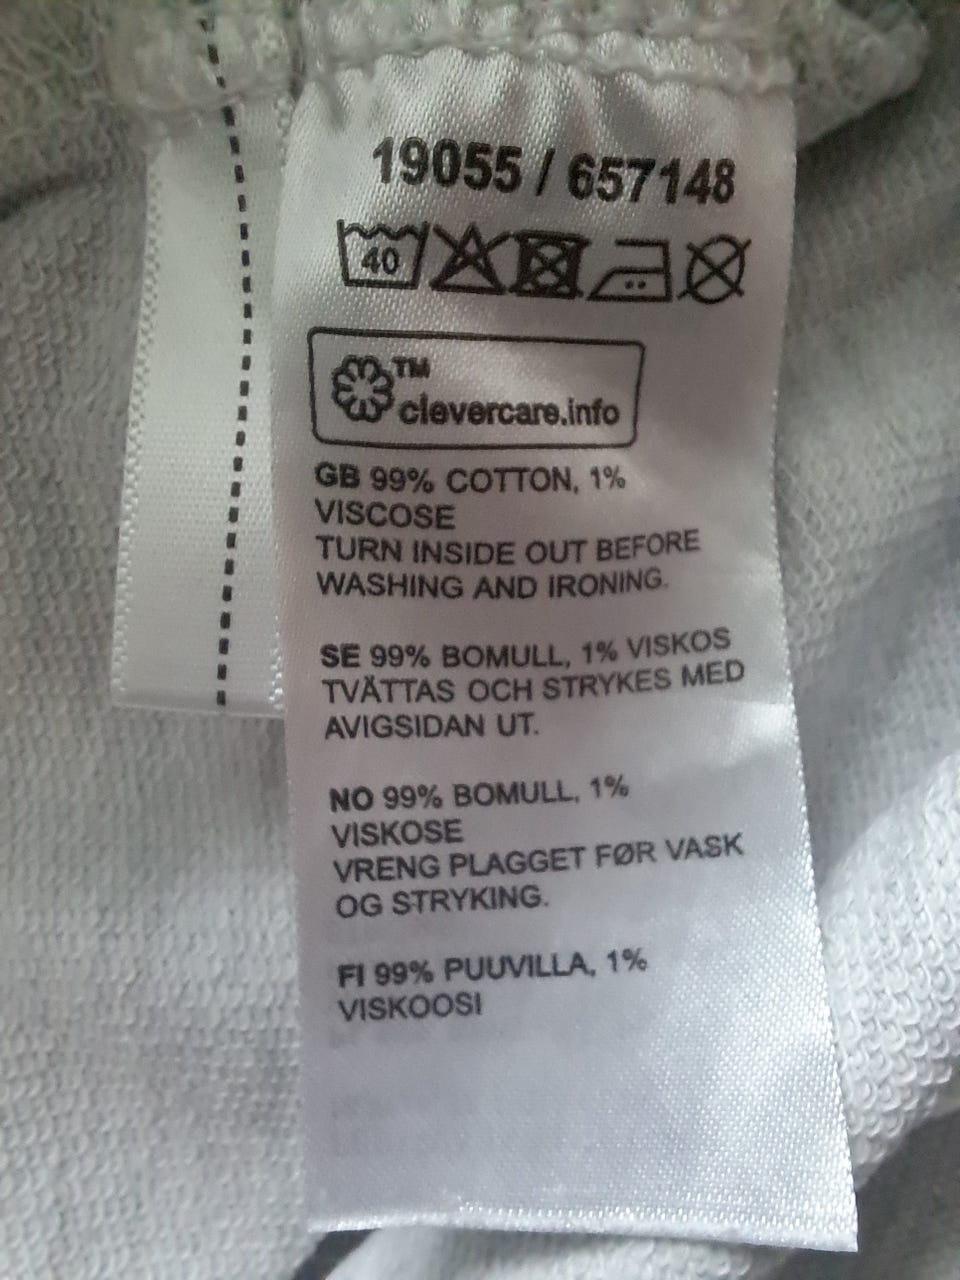 19055 / 657148
40
TM
clevercare.info
GB 99% COTTON, 1%
VISCOSE
TURN INSIDE OUT BEFORE
WASHING AND IRONING.
SE 99% BOMULL, 1% VISKOS
TVÄTTAS OCH STRYKES MED
AVIGSIDAN UT.
NO 99% BOMULL, 1%
VISKOSE
VRENG PLAGGET FØR VASK
OG STRYKING.
FI 99% PUUVILLA, 1%
VISKOOSI